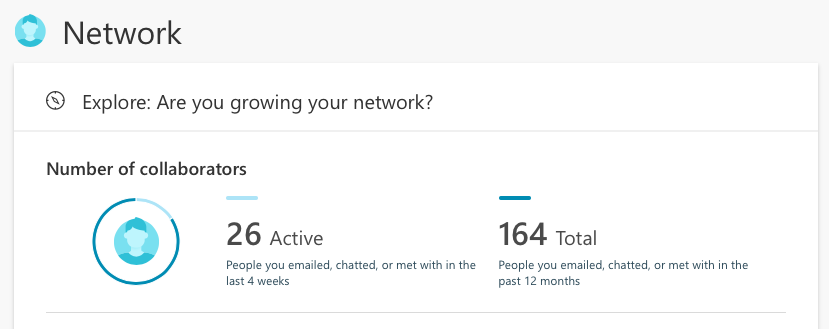 Network
Explore: Are you growing your network?
Number of collaborators
26 Active
People you emailed, chatted, or met with in the
last 4 weeks
164 Total
People you emailed, chatted, or met with in the
past 12 months